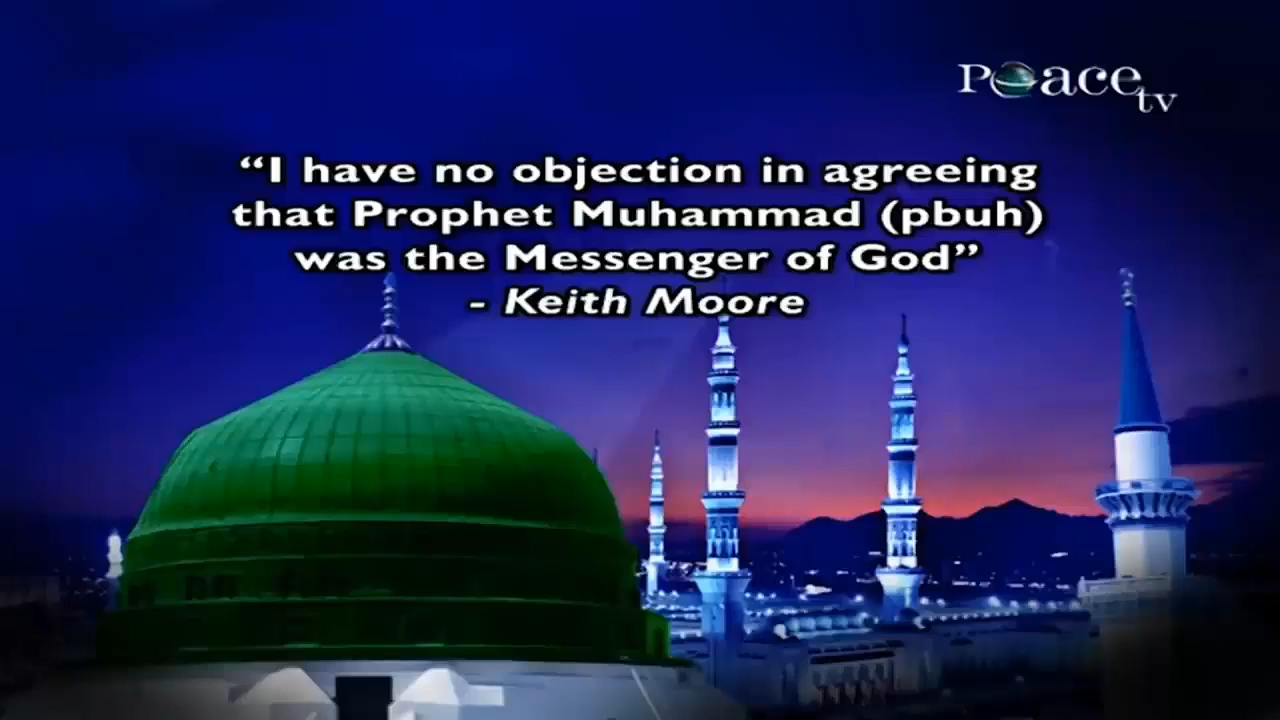 Peace tv
“I have no objection in agreeing
that Prophet Muhammad (pbuh)
was the Messenger of God”
- Keith Moore